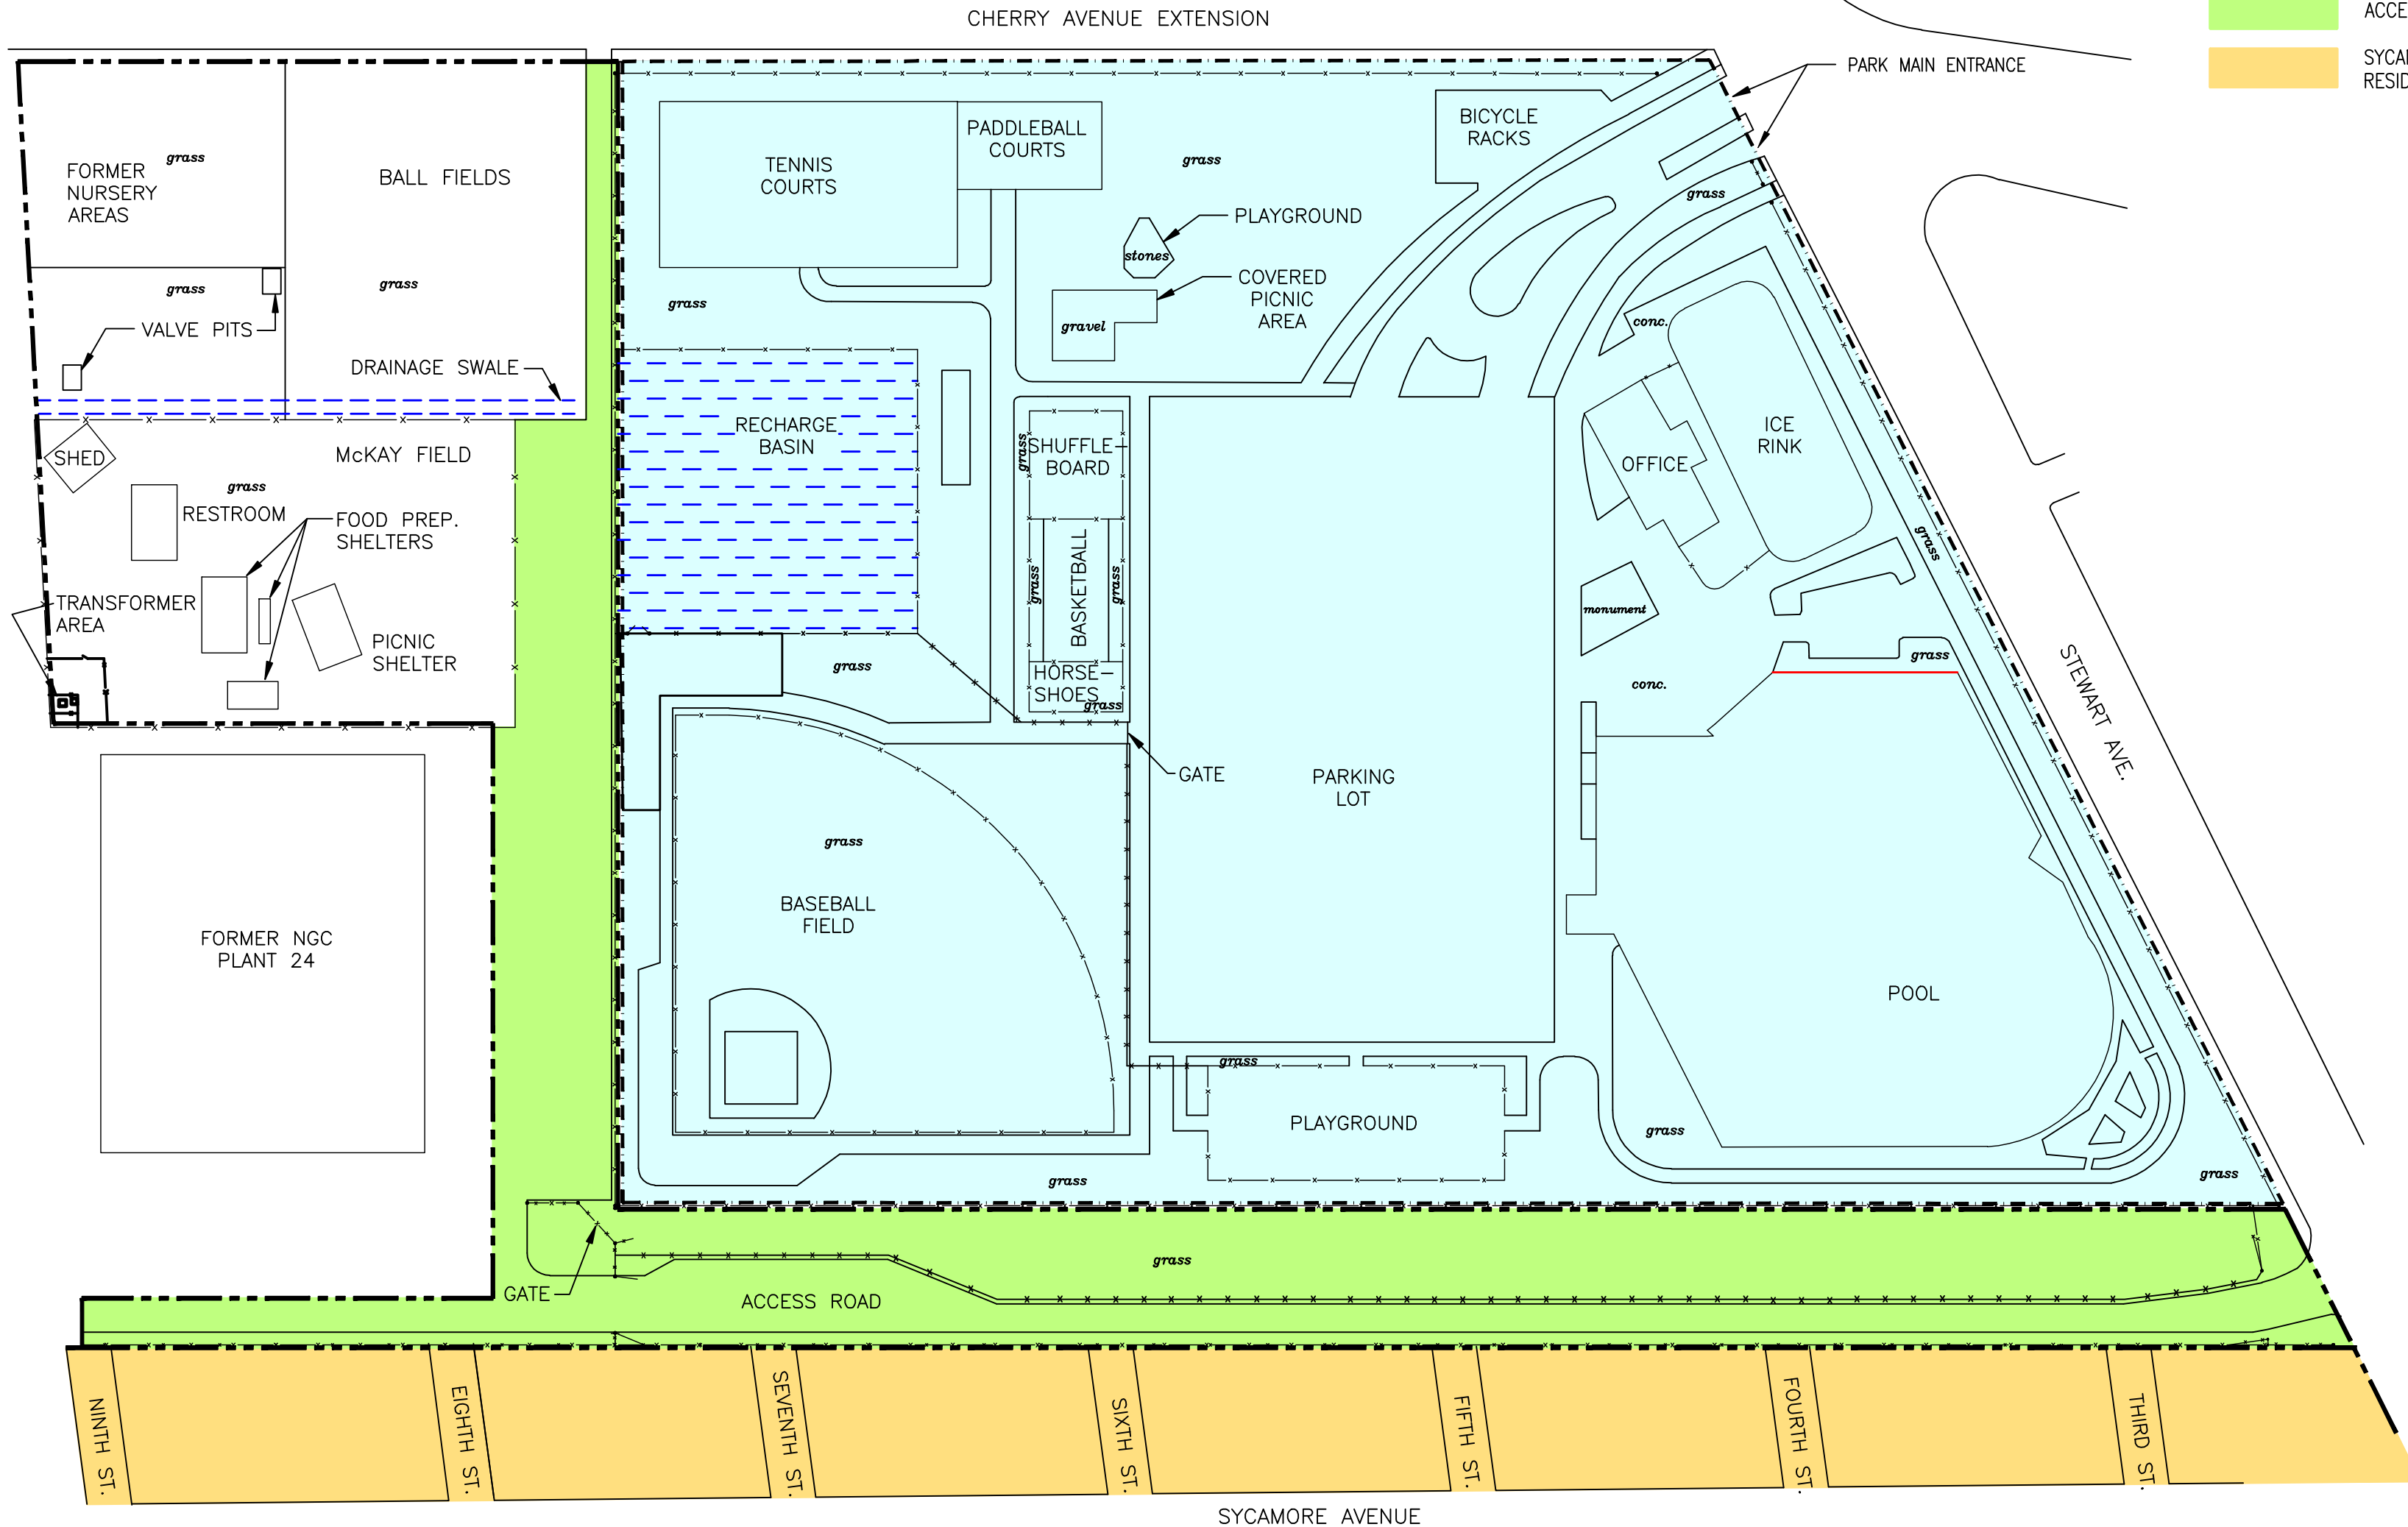 CHERRY AVENUE EXTENSION
ACCE
SYCA
RESID
PARK MAIN ENTRANCE
FORMER
NURSERY
AREAS
grass
BALL FIELDS
grass
grass
VALVE PITS
DRAINAGE SWALE
TENNIS
COURTS
PADDLEBALL
COURTS
grass
BICYCLE
RACKS
grass
PLAYGROUND
stones
COVERED
PICNIC
AREA
gravel
grass
conc.
ICE
RINK
OFFICE
RECHARGE
BASIN
grass
SHUFFLE-
BOARD
SHED
McKAY FIELD
grass
RESTROOM
FOOD PREP.
SHELTERS
TRANSFORMER
AREA
PICNIC
SHELTER
grass
BASKETBALL
grass
grass
HORSE-
SHOES
grass
monument
conc.
grass
grass
STEWART AVE.
GATE
PARKING
LOT
grass
BASEBALL
FIELD
FORMER NGC
PLANT 24
POOL
grass
PLAYGROUND
grass
grass
grass
grass
GATE
ACCESS ROAD
NINTH ST.
EIGHTH ST.
SEVENTH ST.
SIXTH ST.
FIFTH ST.
FOURTH ST.
THIRD ST.
SYCAMORE AVENUE